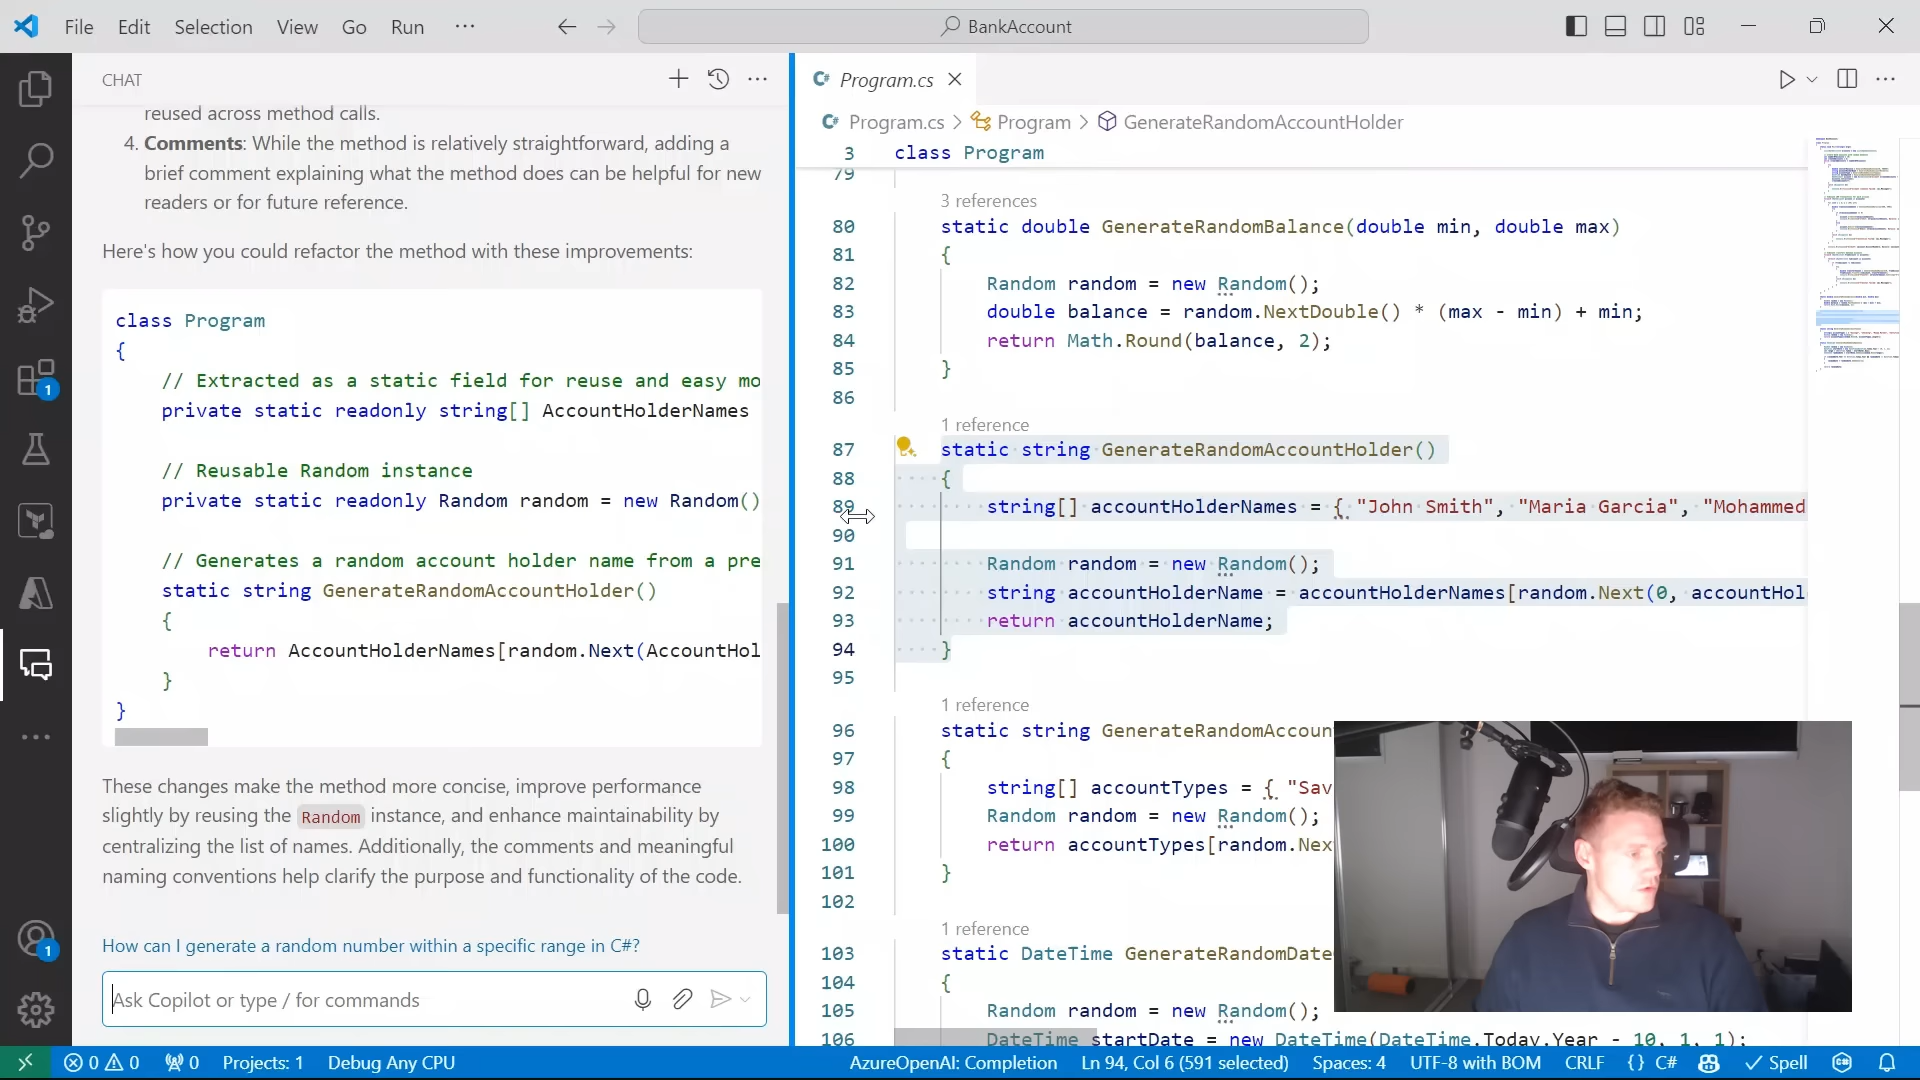 File Edit Selection View Go Run ··· BankAccount
CHAT
reused across method calls.
4. Comments: While the method is relatively straightforward, adding a
brief comment explaining what the method does can be helpful for new
readers or for future reference.
Here's how you could refactor the method with these improvements:
class Program
{
// Extracted as a static field for reuse and easy mo
private static readonly string[] AccountHolderNames
// Reusable Random instance
private static readonly Random random = new Random()
// Generates a random account holder name from a pre
static string GenerateRandomAccountHolder()
{
return AccountHolderNames[random.Next(AccountHol
}
}
These changes make the method more concise, improve performance
slightly by reusing the Random instance, and enhance maintainability by
centralizing the list of names. Additionally, the comments and meaningful
naming conventions help clarify the purpose and functionality of the code.
How can I generate a random number within a specific range in C#?
Ask Copilot or type / for commands
1
1
C# Program.cs
C# Program.cs > Program > GenerateRandomAccountHolder
3 class Program
79
3 references
80 static double GenerateRandomBalance(double min, double max)
81 {
82 Random random = new Random();
83 double balance = random.NextDouble() * (max - min) + min;
84 return Math.Round(balance, 2);
85 }
86
1 reference
87 static string GenerateRandomAccountHolder()
88 {
89 string[] accountHolderNames = { "John Smith", "Maria Garcia", "Mohammed
90
91 Random random = new Random();
92 string accountHolderName = accountHolderNames[random.Next(0, accountHol
93 return accountHolderName;
94 }
95
1 reference
96 static string GenerateRandomAccoun
97 {
98 string[] accountTypes = { "Sav
99 Random random = new Random();
100 return accountTypes[random.Nex
101 }
102
1 reference
103 static DateTime GenerateRandomDate
104 {
105 Random random = new Random();
106 DateTime startDate = new DateTime(DateTime.Today.Year - 10, 1, 1);
0 0 0 Projects: 1 Debug Any CPU AzureOpenAI: Completion Ln 94, Col 6 (591 selected) Spaces: 4 UTF-8 with BOM CRLF {} C# Spell